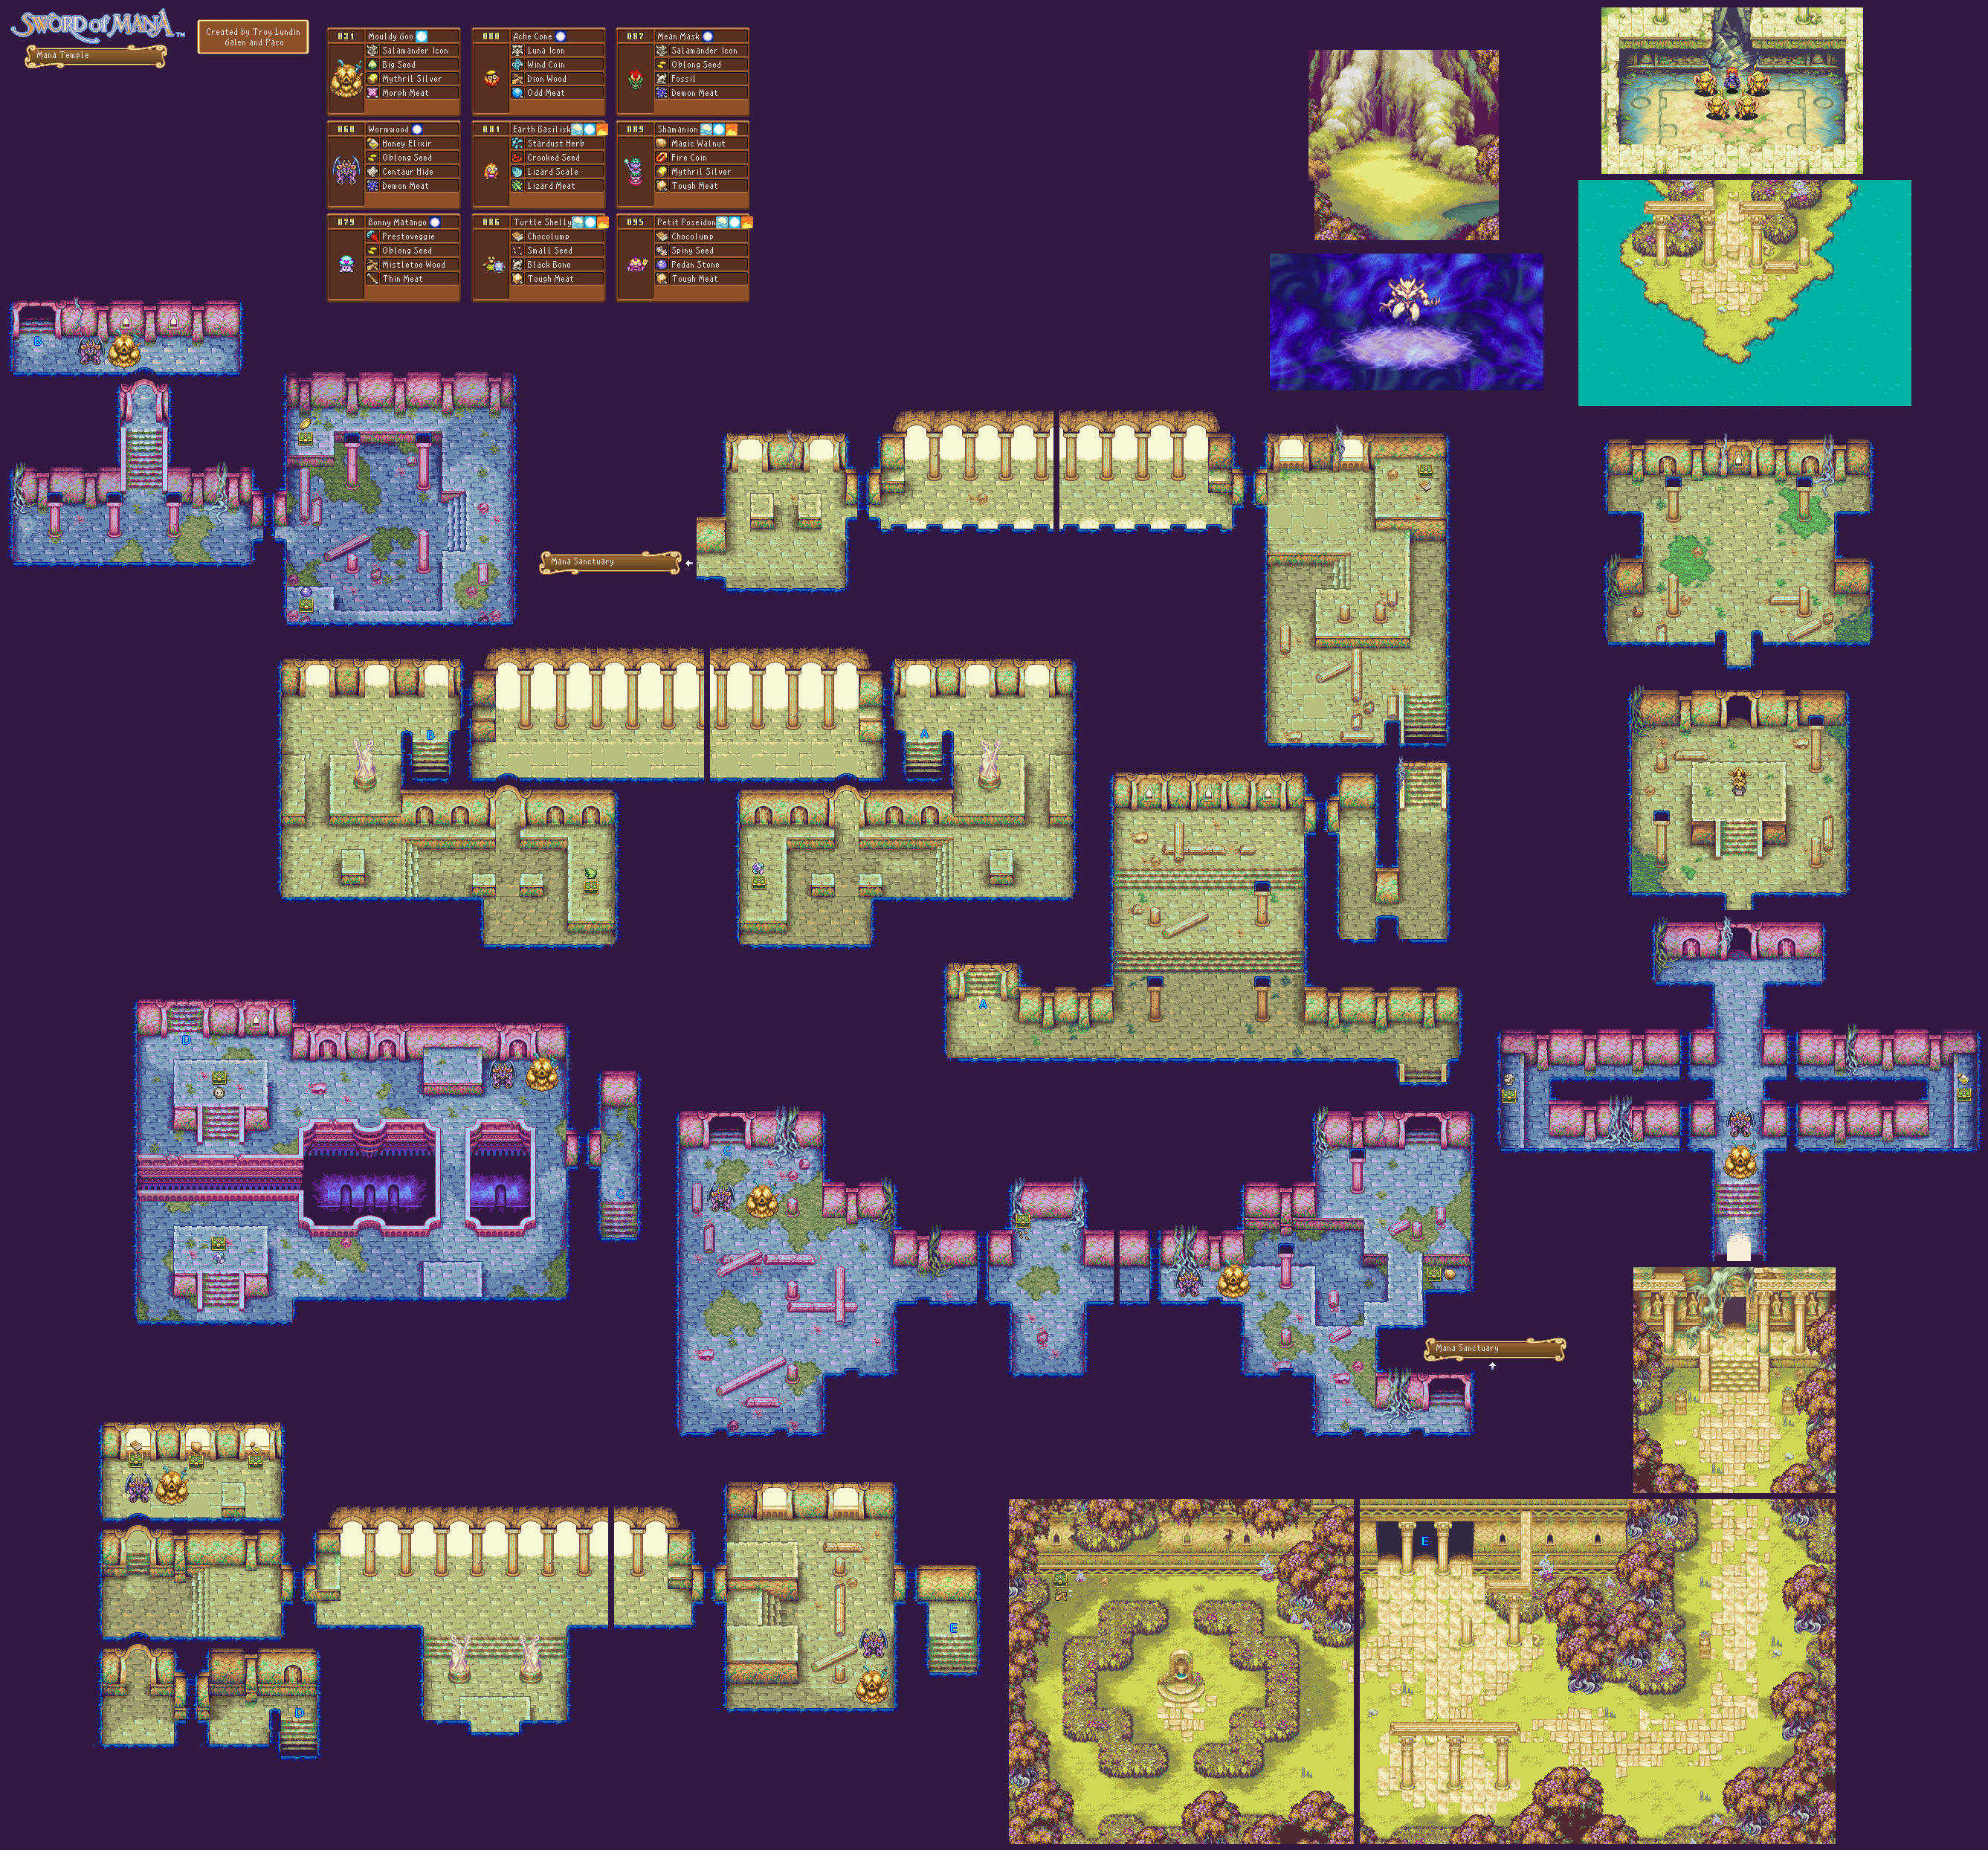 SWORD of MANA™
Mana Temple
Created by Troy Lundin
Galen and Paco
031 Mouldy Goo
Salamander Icon
Big Seed
Mythril Silver
Morph Meat
080 Ache Cone
Luna Icon
Wind Coin
Dion Wood
Odd Meat
087 Mean Mask
Salamander Icon
Oblong Seed
Fossil
Demon Meat
060 Wormwood
Honey Elixir
Oblong Seed
Centaur Hide
Demon Meat
081 Earth Basilisk
Stardust Herb
Crooked Seed
Lizard Scale
Lizard Meat
089 Shamanion
Magic Walnut
Fire Coin
Mythril Silver
Tough Meat
079 Bonny Matango
Prestoveggie
Oblong Seed
Mistletoe Wood
Thin Meat
086 Turtle Shelly
Chocolump
Small Seed
Black Bone
Tough Meat
095 Petit Poseidon
Chocolump
Spiny Seed
Pedan Stone
Tough Meat
B
Mana Sanctuary
B
A
A
D
C
C
Mana Sanctuary
E
E
D